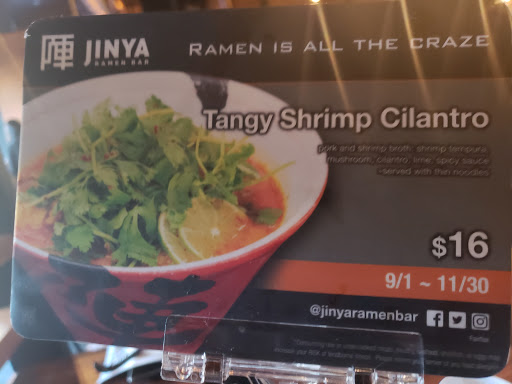 陣 JINYA
RAMEN BAR
RAMEN IS ALL THE CRAZE
Tangy Shrimp Cilantro
pork and shrimp broth: shrimp tempura,
mushroom, cilantro, lime, spicy sauce
-served with thin noodles
$16
9/1 ~ 11/30
@jinyaramenbar